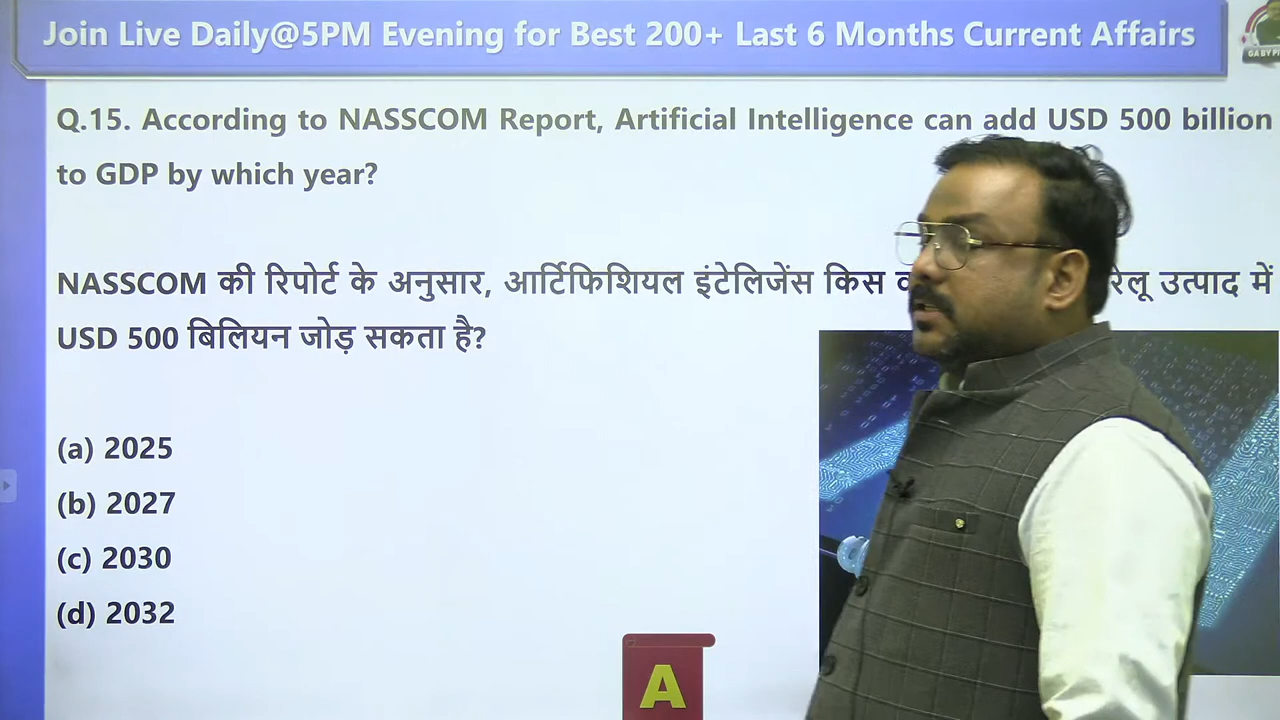 Join Live Daily@5PM Evening for Best 200+ Last 6 Months Current Affairs
Q.15. According to NASSCOM Report, Artificial Intelligence can add USD 500 billion
to GDP by which year?
NASSCOM की रिपोर्ट के अनुसार, आर्टिफिशियल इंटेलिजेंस किस उत्पाद में
USD 500 बिलियन जोड़ सकता है?
(a) 2025
(b) 2027
(c) 2030
(d) 2032
A